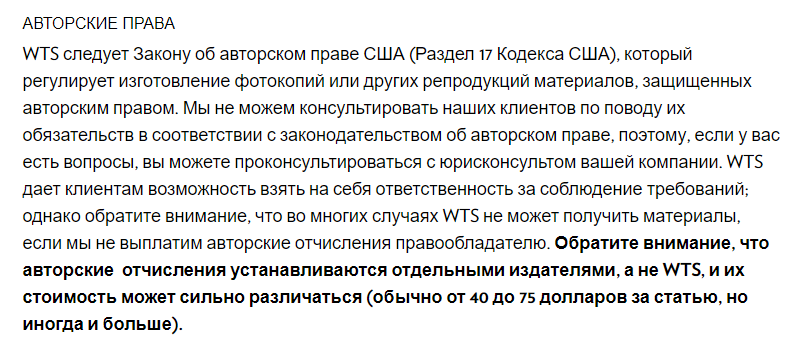 АВТОРСКИЕ ПРАВА
WTS следует Закону об авторском праве США (Раздел 17 Кодекса США), который
регулирует изготовление фотокопий или других репродукций материалов, защищенных
авторским правом. Мы не можем консультировать наших клиентов по поводу их
обязательств в соответствии с законодательством об авторском праве, поэтому, если у вас
есть вопросы, вы можете проконсультироваться с юрисконсультом вашей компании. WTS
дает клиентам возможность взять на себя ответственность за соблюдение требований;
однако обратите внимание, что во многих случаях WTS не может получить материалы,
если мы не выплатим авторские отчисления правообладателю. Обратите внимание, что
авторские  отчисления устанавливаются отдельными издателями, а не WTS, и их
стоимость может сильно различаться (обычно от 40 до 75 долларов за статью, но
иногда и больше).